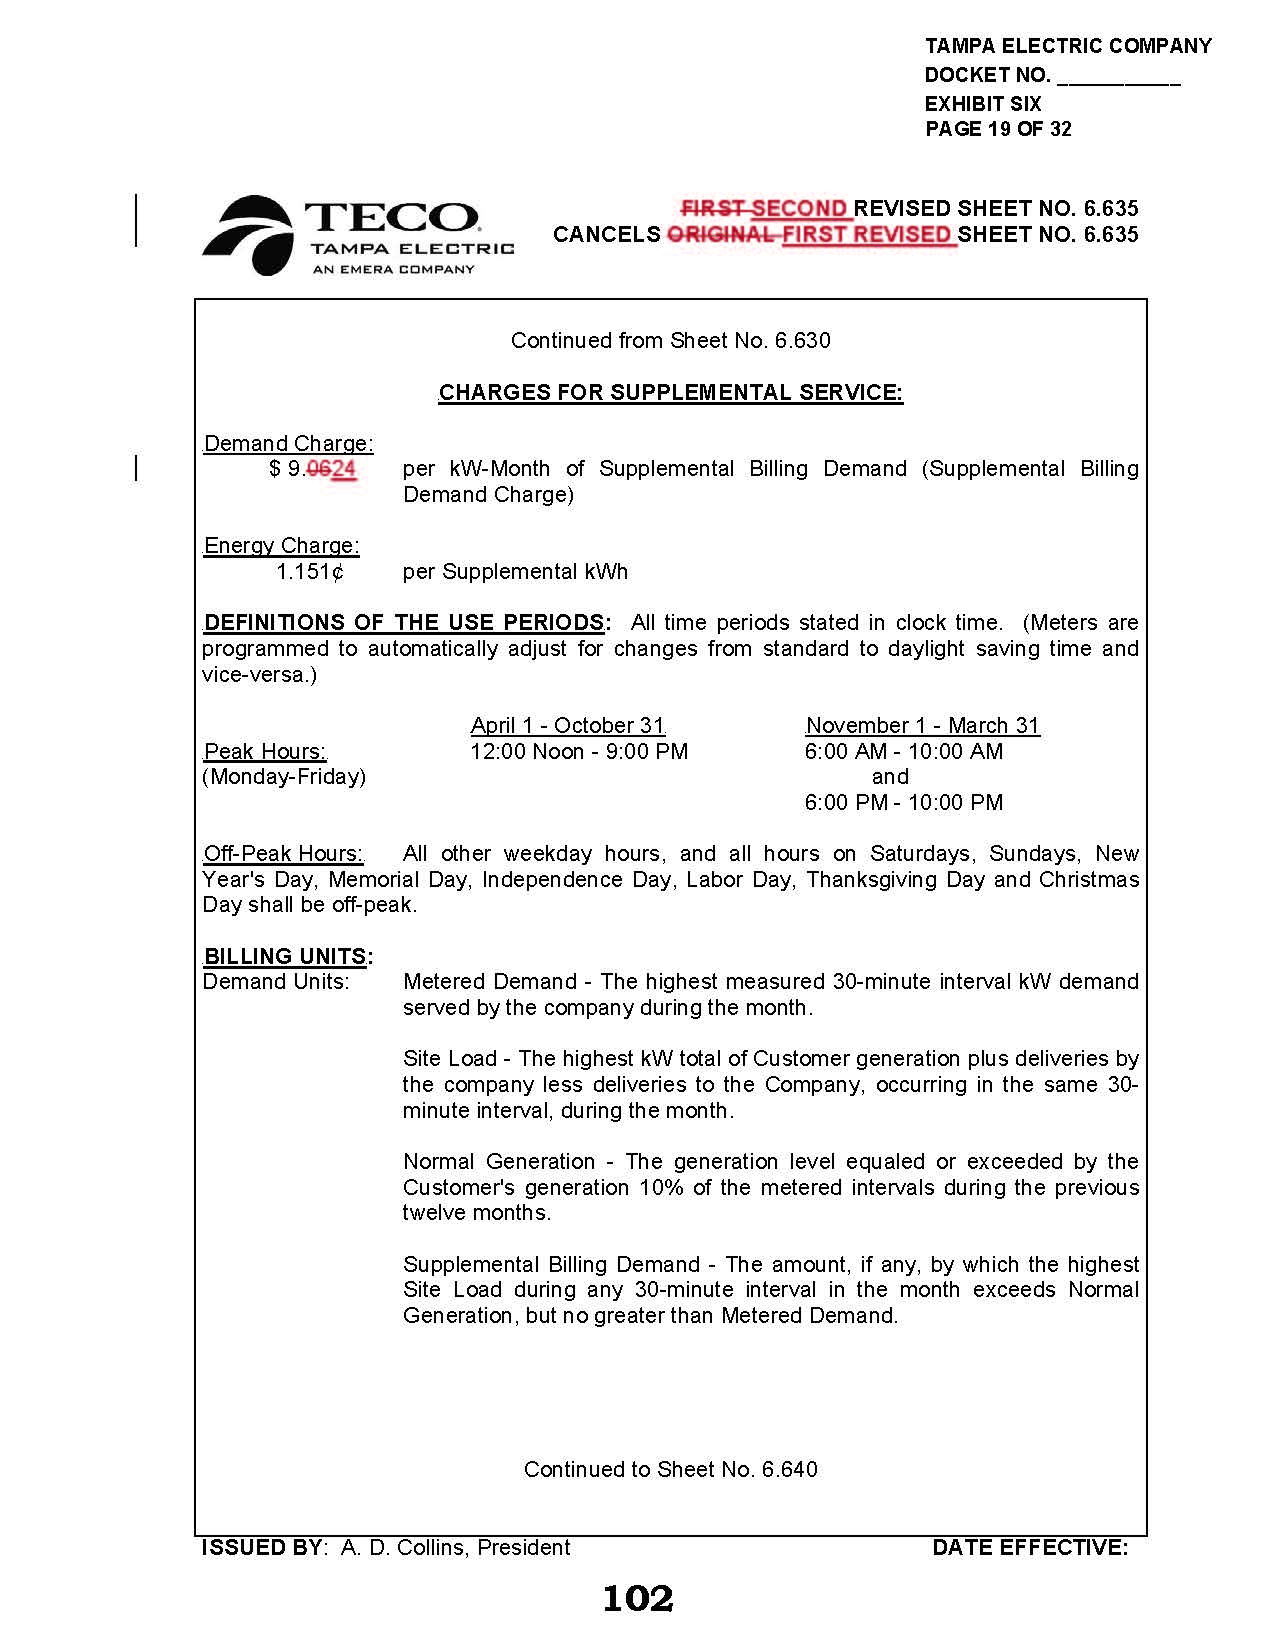 TAMPA ELECTRIC COMPANY
DOCKET NO. ___________
EXHIBIT SIX
PAGE 19 OF 32
TECO.
TAMPA ELECTRIC
AN EMERA COMPANY
FIRST SECOND REVISED SHEET NO. 6.635
CANCELS ORIGINAL FIRST REVISED SHEET NO. 6.635
Continued from Sheet No. 6.630
CHARGES FOR SUPPLEMENTAL SERVICE:
Demand Charge:
$ 9.0624 per kW-Month of Supplemental Billing Demand (Supplemental Billing
Demand Charge)
Energy Charge:
1.151¢ per Supplemental kWh
DEFINITIONS OF THE USE PERIODS: All time periods stated in clock time. (Meters are
programmed to automatically adjust for changes from standard to daylight saving time and
vice-versa.)
April 1 - October 31 November 1 - March 31
Peak Hours: 12:00 Noon - 9:00 PM 6:00 AM - 10:00 AM
(Monday-Friday) and
6:00 PM - 10:00 PM
Off-Peak Hours: All other weekday hours, and all hours on Saturdays, Sundays, New
Year's Day, Memorial Day, Independence Day, Labor Day, Thanksgiving Day and Christmas
Day shall be off-peak.
BILLING UNITS:
Demand Units: Metered Demand - The highest measured 30-minute interval kW demand
served by the company during the month.
Site Load - The highest kW total of Customer generation plus deliveries by
the company less deliveries to the Company, occurring in the same 30-
minute interval, during the month.
Normal Generation - The generation level equaled or exceeded by the
Customer's generation 10% of the metered intervals during the previous
twelve months.
Supplemental Billing Demand - The amount, if any, by which the highest
Site Load during any 30-minute interval in the month exceeds Normal
Generation, but no greater than Metered Demand.
Continued to Sheet No. 6.640
ISSUED BY: A. D. Collins, President DATE EFFECTIVE:
102